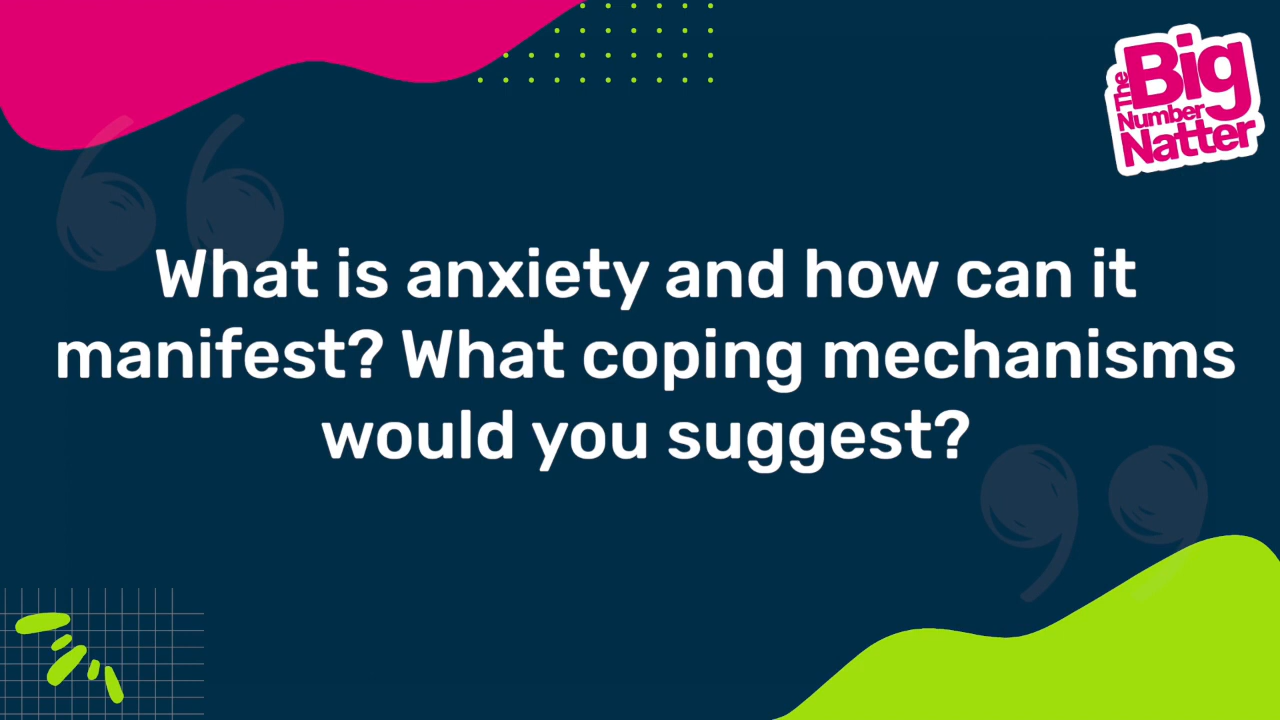 The
Big
Number
Natter
What is anxiety and how can it
manifest? What coping mechanisms
would you suggest?